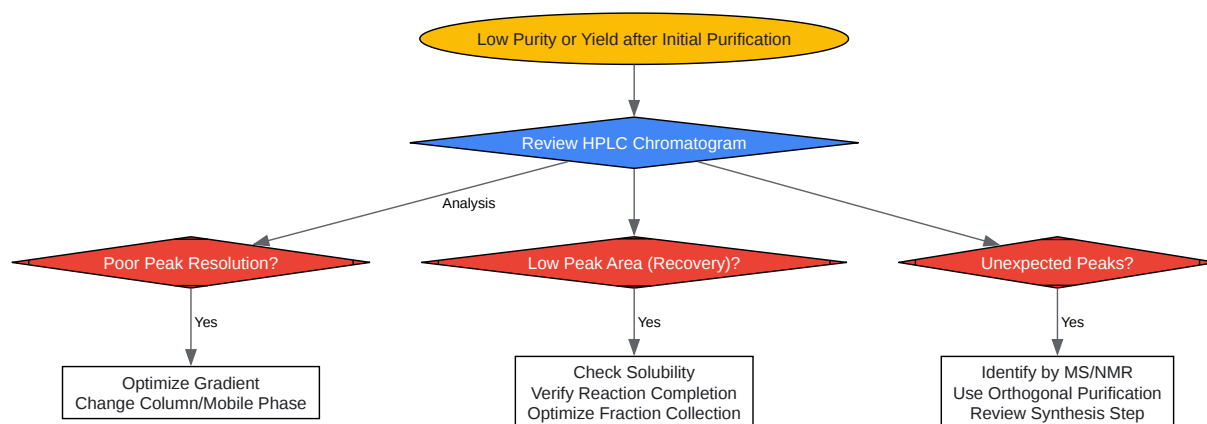 Low Purity or Yield after Initial Purification
Review HPLC Chromatogram
Analysis
Poor Peak Resolution?
Low Peak Area (Recovery)?
Unexpected Peaks?
Yes
Yes
Yes
Optimize Gradient
Change Column/Mobile Phase
Check Solubility
Verify Reaction Completion
Optimize Fraction Collection
Identify by MS/NMR
Use Orthogonal Purification
Review Synthesis Step